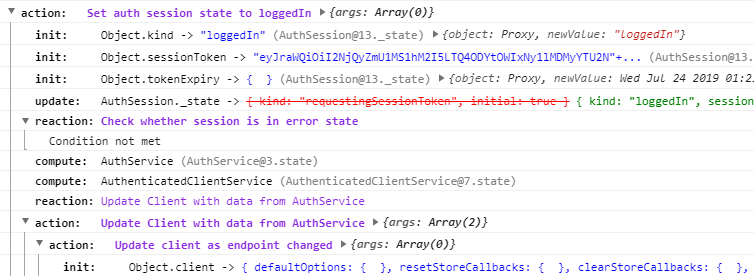 action: Set auth session state to loggedIn {args: Array(0)}
init: Object.kind -> "loggedIn" (AuthSession@13._state) {object: Proxy, newValue: "loggedIn"}
init: Object.sessionToken -> "eyJraWQiOiI2NjQyZmU1MS1hM2I5LTQ4ODYtOWIxNy1lMDMyYTU2N"+... (AuthSession@13.
init: Object.tokenExpiry -> { } (AuthSession@13._state) {object: Proxy, newValue: Wed Jul 24 2019 01:2
update: AuthSession._state -> { kind: "requestingSessionToken", initial: true } { kind: "loggedIn", session
reaction: Check whether session is in error state
Condition not met
compute: AuthService (AuthService@3.state)
compute: AuthenticatedClientService (AuthenticatedClientService@7.state)
reaction: Update Client with data from AuthService
action: Update Client with data from AuthService {args: Array(2)}
action: Update client as endpoint changed {args: Array(0)}
init: Object.client -> { defaultOptions: { }, resetStoreCallbacks: { }, clearStoreCallbacks: { },